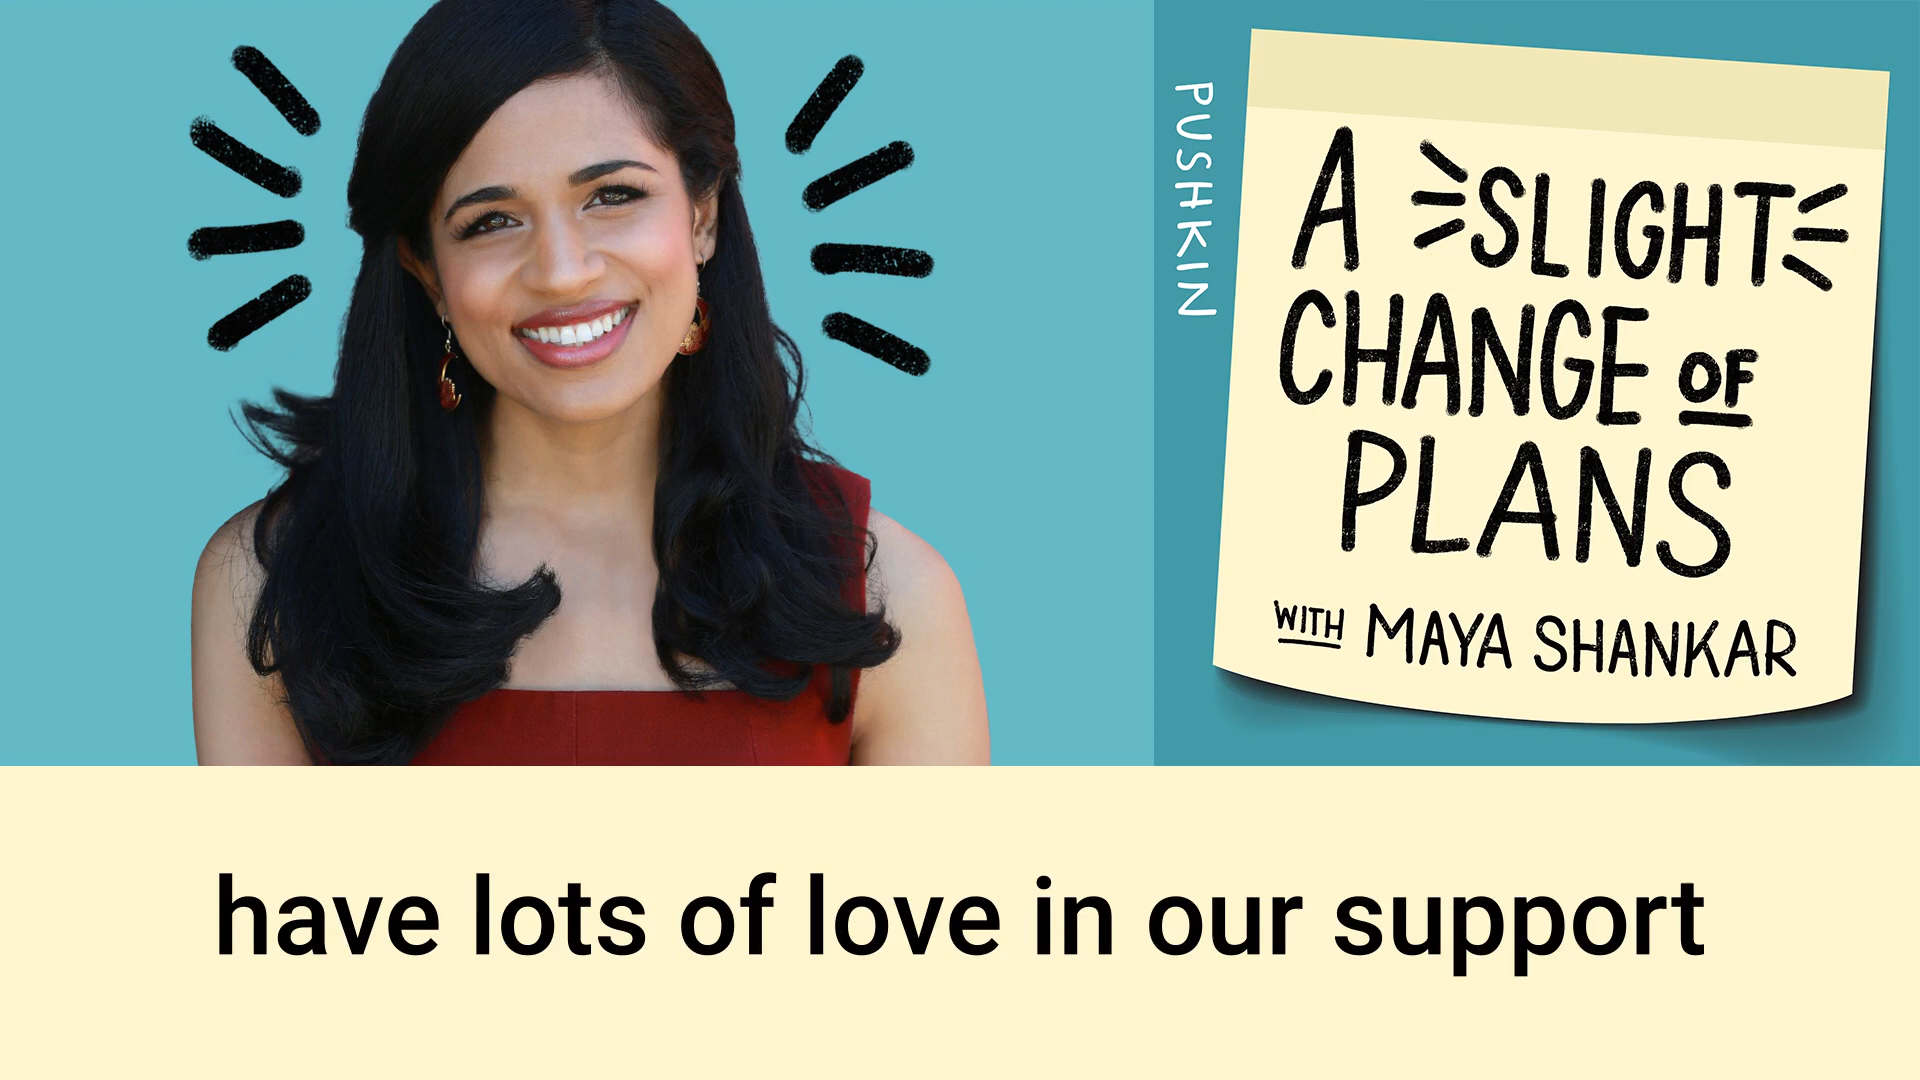 PUSHKIN
A SLIGHT
CHANGE OF
PLANS
WITH MAYA SHANKAR
have lots of love in our support